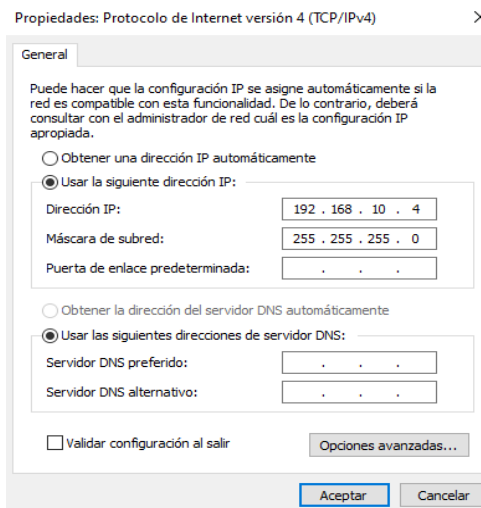 Propiedades: Protocolo de Internet versión 4 (TCP/IPv4)
General
Puede hacer que la configuración IP se asigne automáticamente si la
red es compatible con esta funcionalidad. De lo contrario, deberá
consultar con el administrador de red cuál es la configuración IP
apropiada.
Obtener una dirección IP automáticamente
Usar la siguiente dirección IP:
Dirección IP: 192 . 168 . 10 . 4
Máscara de subred: 255 . 255 . 255 . 0
Puerta de enlace predeterminada: . . .
Obtener la dirección del servidor DNS automáticamente
Usar las siguientes direcciones de servidor DNS:
Servidor DNS preferido: . . .
Servidor DNS alternativo: . . .
Validar configuración al salir Opciones avanzadas...
Aceptar Cancelar